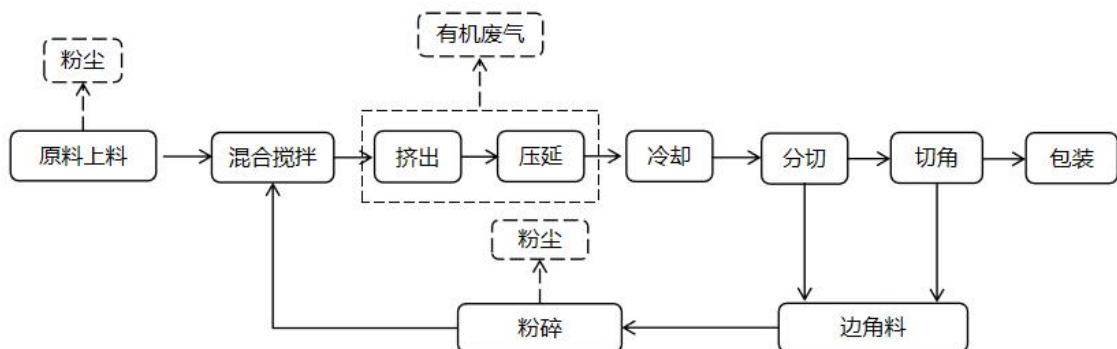 有机废气
粉尘
原料上料
混合搅拌
挤出
压延
冷却
分切
切角
包装
粉尘
粉碎
边角料